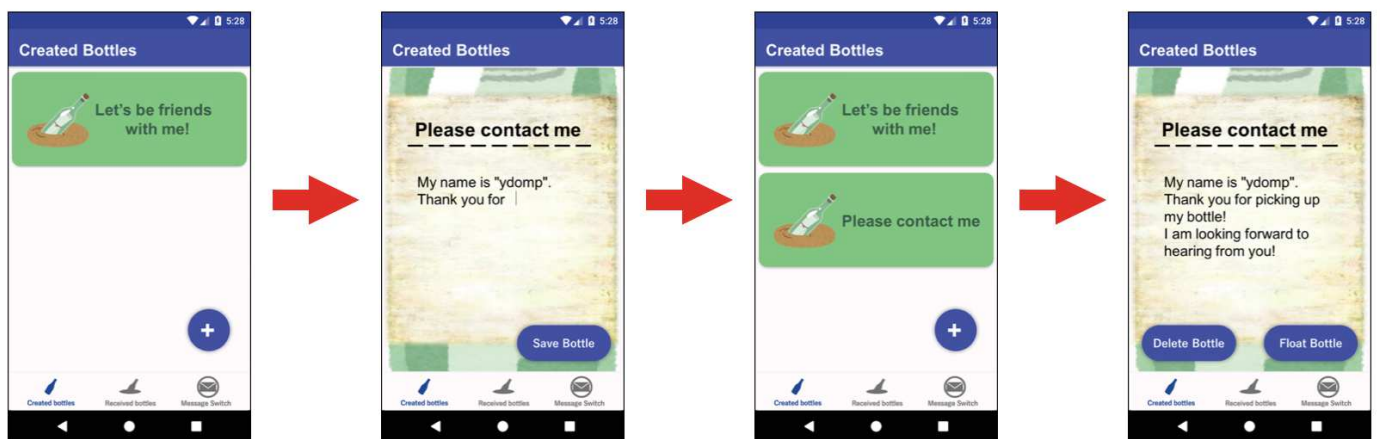 5:28
Created Bottles
Let's be friends
with me!
+
Created bottles
Received bottles
Message Switch
5:28
Created Bottles
Please contact me
My name is "ydomp".
Thank you for
Save Bottle
Created bottles
Received bottles
Message Switch
5:28
Created Bottles
Let's be friends
with me!
Please contact me
+
Created bottles
Received bottles
Message Switch
5:28
Created Bottles
Please contact me
My name is "ydomp".
Thank you for picking up
my bottle!
I am looking forward to
hearing from you!
Delete Bottle
Float Bottle
Created bottles
Received bottles
Message Switch